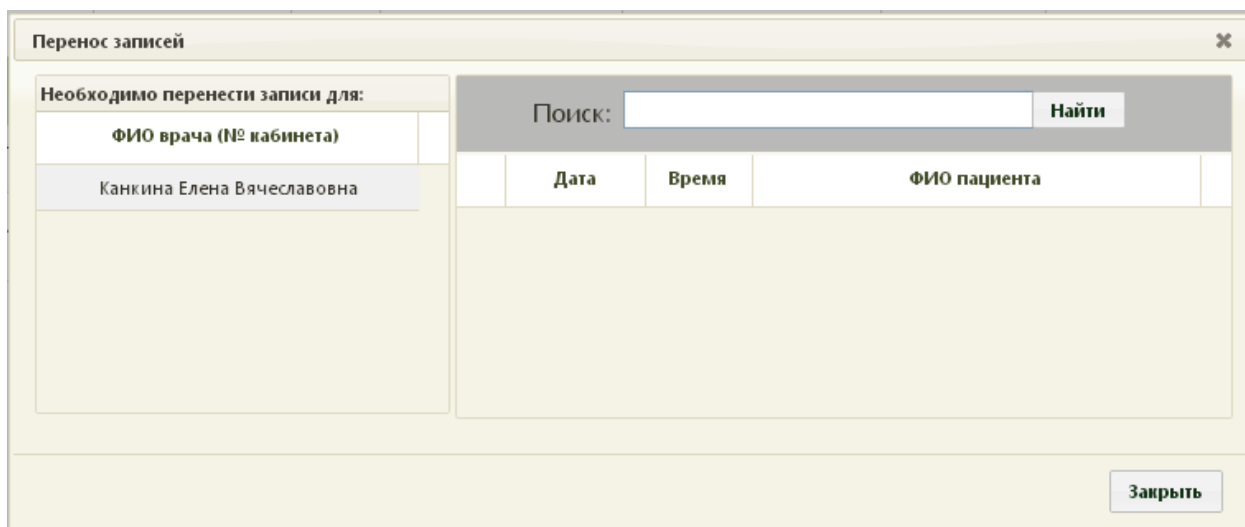 Перенос записей
Необходимо перенести записи для:
ФИО врача (№ кабинета)
Канкина Елена Вячеславовна
Поиск:
Найти
Дата Время ФИО пациента
Закрыть